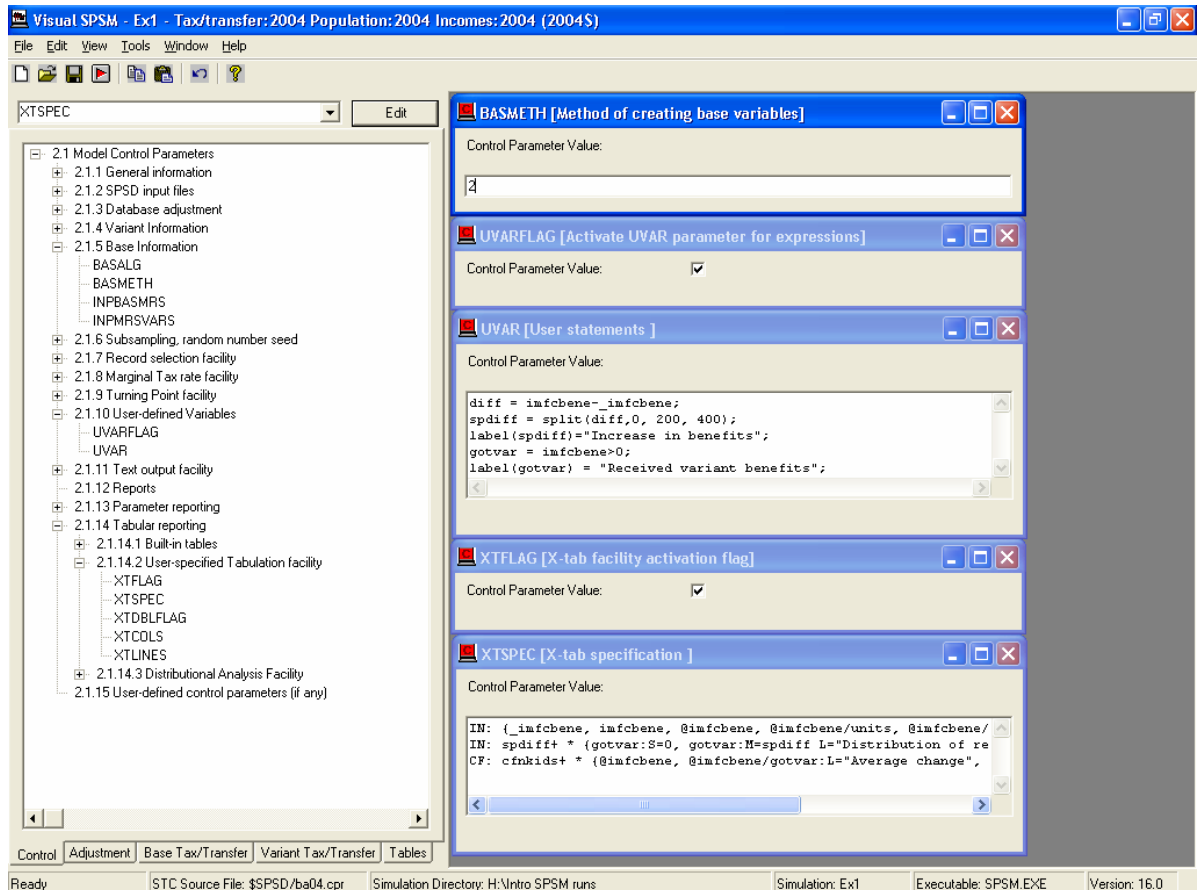 Visual SPSM - Ex1 - Tax/transfer:2004 Population:2004 Incomes:2004 (2004$)
File Edit View Tools Window Help
XTSPEC
Edit
2.1 Model Control Parameters
2.1.1 General information
2.1.2 SPSD input files
2.1.3 Database adjustment
2.1.4 Variant Information
2.1.5 Base Information
BASALG
BASMETH
INPBASMRS
INPMRSVARS
2.1.6 Subsampling, random number seed
2.1.7 Record selection facility
2.1.8 Marginal Tax rate facility
2.1.9 Turning Point facility
2.1.10 User-defined Variables
UVARFLAG
UVAR
2.1.11 Text output facility
2.1.12 Reports
2.1.13 Parameter reporting
2.1.14 Tabular reporting
2.1.14.1 Built-in tables
2.1.14.2 User-specified Tabulation facility
XTFLAG
XTSPEC
XTDBLFLAG
XTCOLS
XTLINES
2.1.14.3 Distributional Analysis Facility
2.1.15 User-defined control parameters (if any)
Control Adjustment Base Tax/Transfer Variant Tax/Transfer Tables
BASMETH [Method of creating base variables]
Control Parameter Value:
2
UVARFLAG [Activate UVAR parameter for expressions]
Control Parameter Value:
UVAR [User statements ]
Control Parameter Value:
diff = imfcbene-_imfcbene;
spdiff = split(diff,0, 200, 400);
label(spdiff)="Increase in benefits";
gotvar = imfcbene>0;
label(gotvar) = "Received variant benefits";
XTFLAG [X-tab facility activation flag]
Control Parameter Value:
XTSPEC [X-tab specification ]
Control Parameter Value:
IN: {_imfcbene, imfcbene, @imfcbene, @imfcbene/units, @imfcbene/
IN: spdiff+ * {gotvar:S=0, gotvar:M=spdiff L="Distribution of re
CF: cfnkids+ * {@imfcbene, @imfcbene/gotvar:L="Average change",
Ready STC Source File: $SPSD/ba04.cpr Simulation Directory: H:\Intro SPSM runs Simulation: Ex1 Executable: SPSM.EXE Version: 16.0